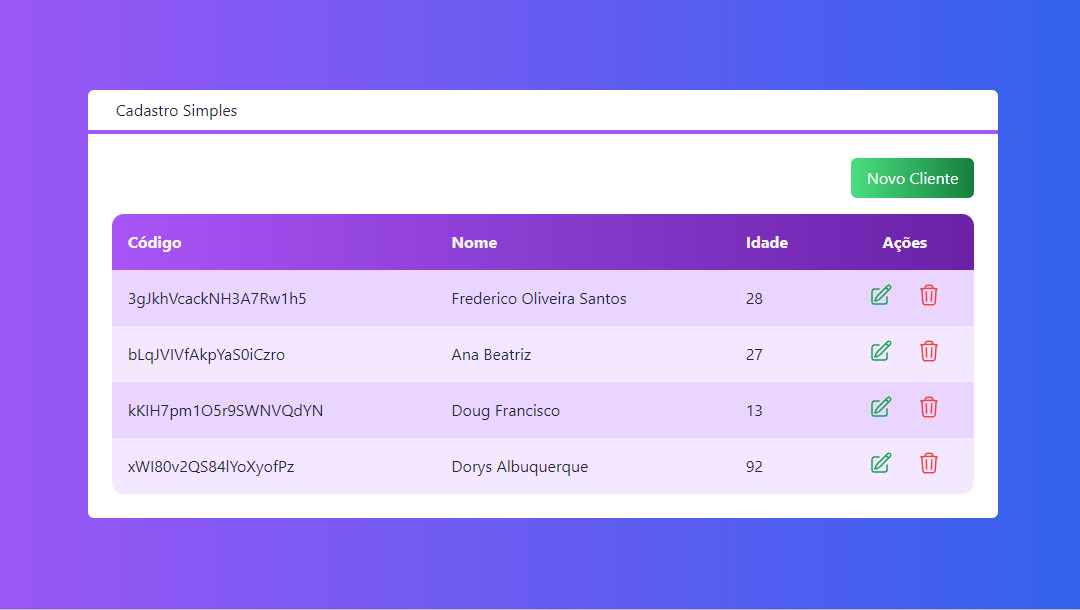 Cadastro Simples
Novo Cliente
Código Nome Idade Ações
3gJkhVcackNH3A7Rw1h5 Frederico Oliveira Santos 28
bLqJVIVfAkpYaS0iCzro Ana Beatriz 27
kKIH7pm1O5r9SWNVQdYN Doug Francisco 13
xWI80v2QS84lYoXyofPz Dorys Albuquerque 92